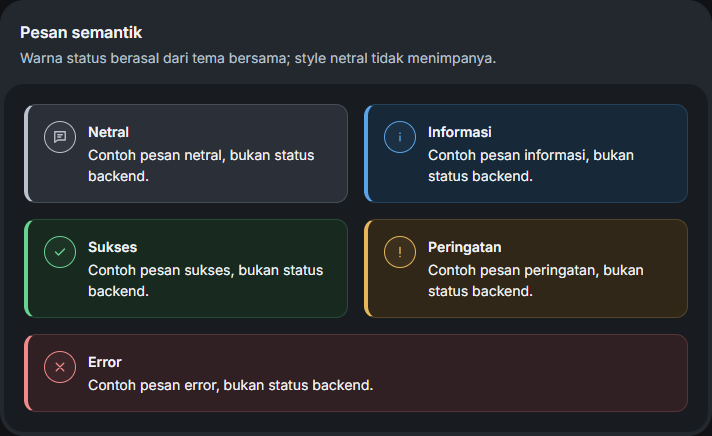 Pesan semantik
Warna status berasal dari tema bersama; style netral tidak menimpanya.
Netral
Contoh pesan netral, bukan status
backend.
Informasi
Contoh pesan informasi, bukan
status backend.
Sukses
Contoh pesan sukses, bukan status
backend.
Peringatan
Contoh pesan peringatan, bukan
status backend.
Error
Contoh pesan error, bukan status backend.